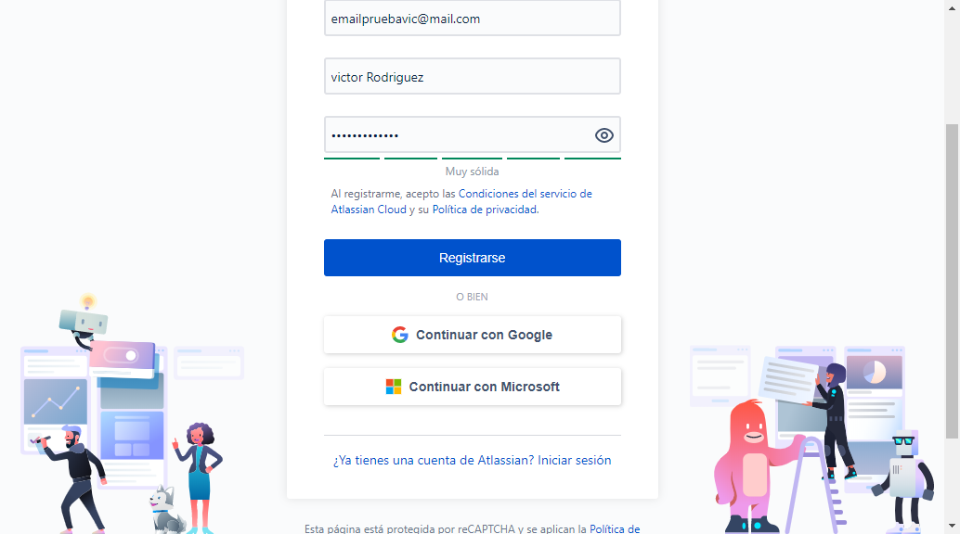 emailpruebavic@mail.com
victor Rodriguez
•••••••••••••
Muy sólida
Al registrarme, acepto las Condiciones del servicio de
Atlassian Cloud y su Política de privacidad.
Registrarse
O BIEN
Continuar con Google
Continuar con Microsoft
¿Ya tienes una cuenta de Atlassian? Iniciar sesión
Esta página está protegida por reCAPTCHA y se aplican la Política de